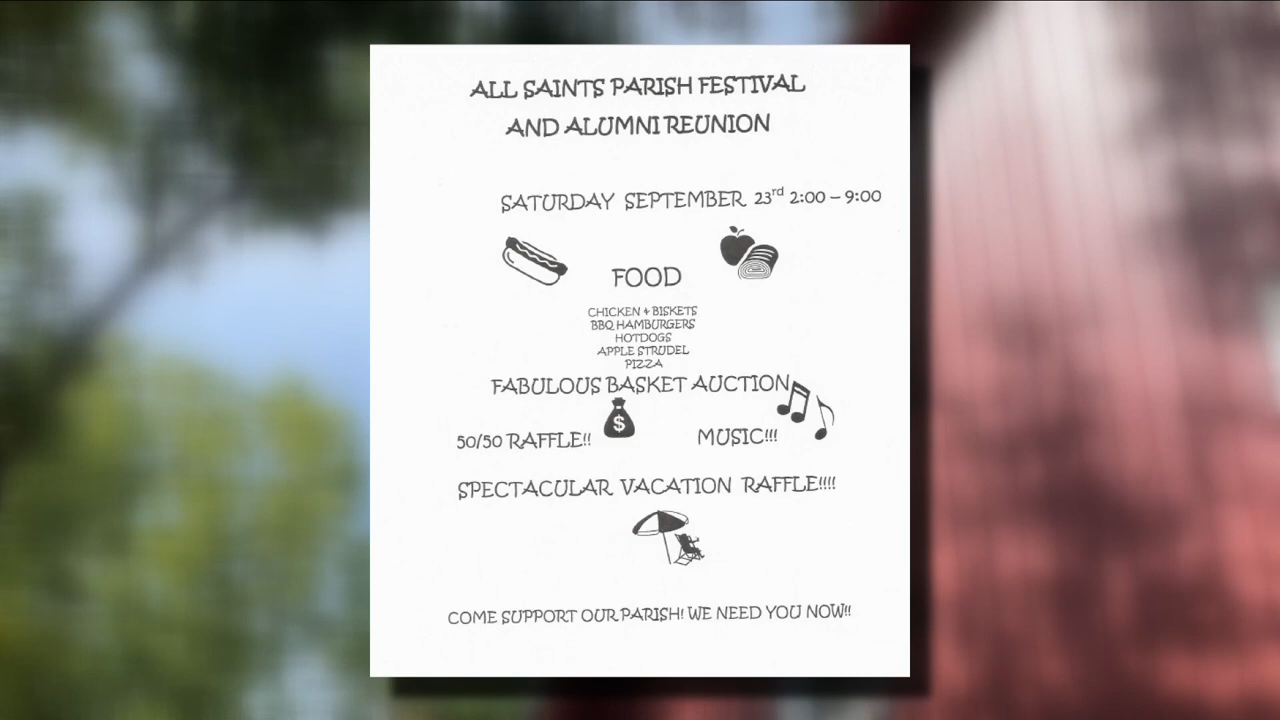 ALL SAINTS PARISH FESTIVAL
AND ALUMNI REUNION
SATURDAY SEPTEMBER 23rd 2:00 – 9:00
FOOD
CHICKEN + BISKETS
BBQ HAMBURGERS
HOTDOGS
APPLE STRUDEL
PIZZA
FABULOUS BASKET AUCTION
$
50/50 RAFFLE!! MUSIC!!!
SPECTACULAR VACATION RAFFLE!!!!
COME SUPPORT OUR PARISH! WE NEED YOU NOW!!